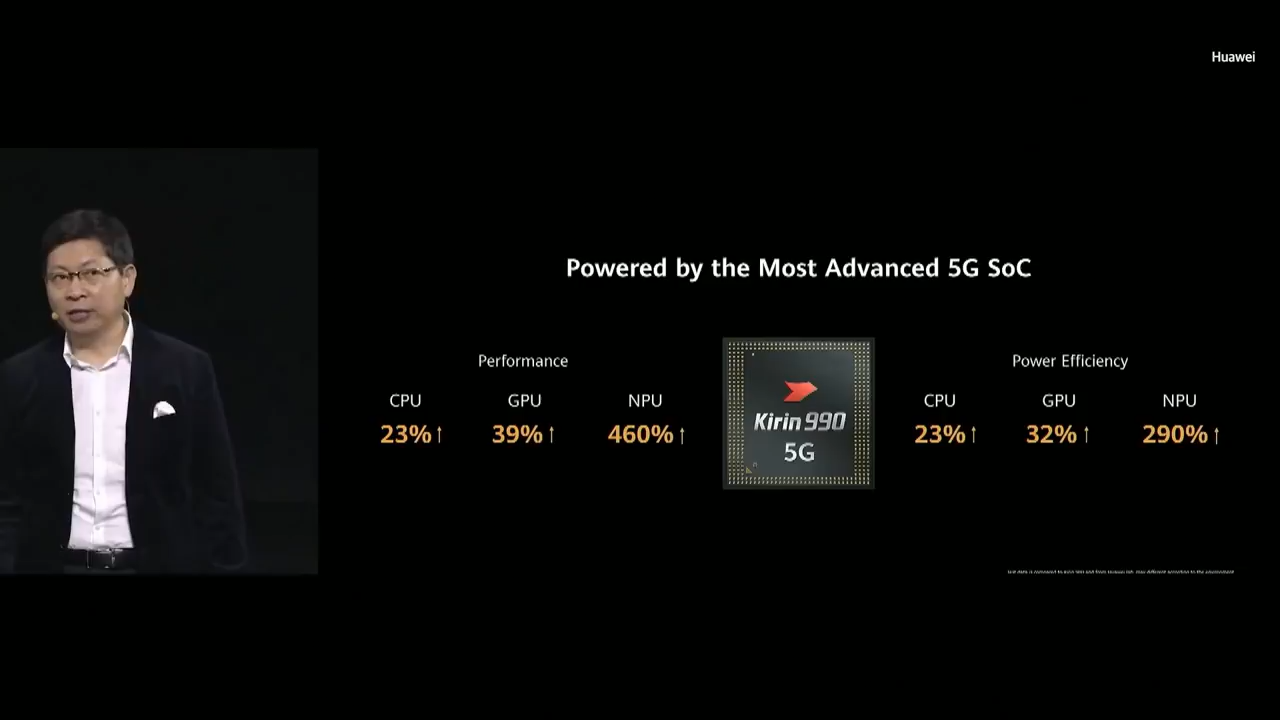 Huawei
Powered by the Most Advanced 5G SoC
Performance
CPU GPU NPU
23%↑ 39%↑ 460%↑
Kirin 990
5G
Power Efficiency
CPU GPU NPU
23%↑ 32%↑ 290%↑